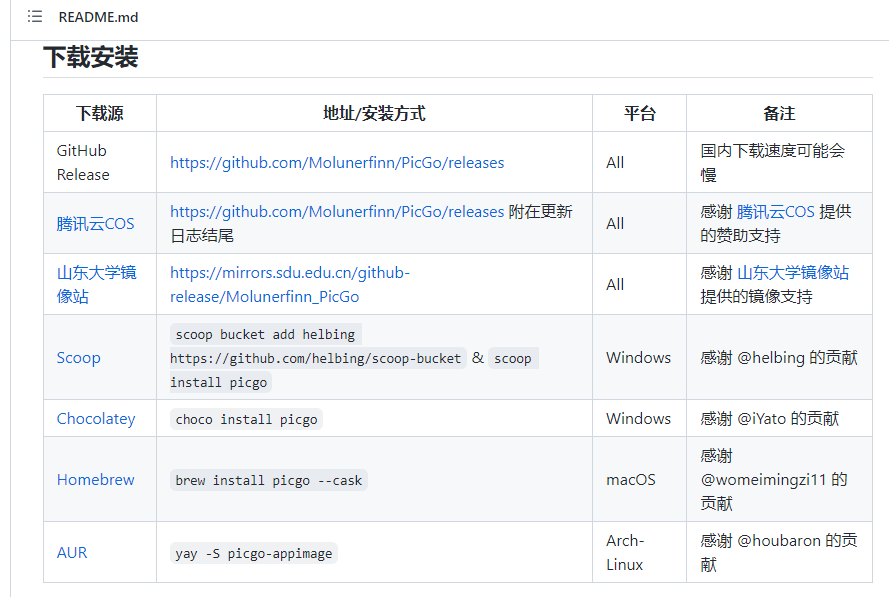 README.md
下载安装
下载源 地址/安装方式 平台 备注
GitHub
Release
https://github.com/Molunerfinn/PicGo/releases
All
国内下载速度可能会
慢
腾讯云COS
https://github.com/Molunerfinn/PicGo/releases 附在更新
日志结尾
All
感谢 腾讯云COS 提供
的赞助支持
山东大学镜
像站
https://mirrors.sdu.edu.cn/github-
release/Molunerfinn_PicGo
All
感谢 山东大学镜像站
提供的镜像支持
Scoop
scoop bucket add helbing
https://github.com/helbing/scoop-bucket & scoop
install picgo
Windows
感谢 @helbing 的贡献
Chocolatey
choco install picgo
Windows
感谢 @iYato 的贡献
Homebrew
brew install picgo --cask
macOS
感谢
@womeimingzi11 的
贡献
AUR
yay -S picgo-appimage
Arch-
Linux
感谢 @houbaron 的贡
献